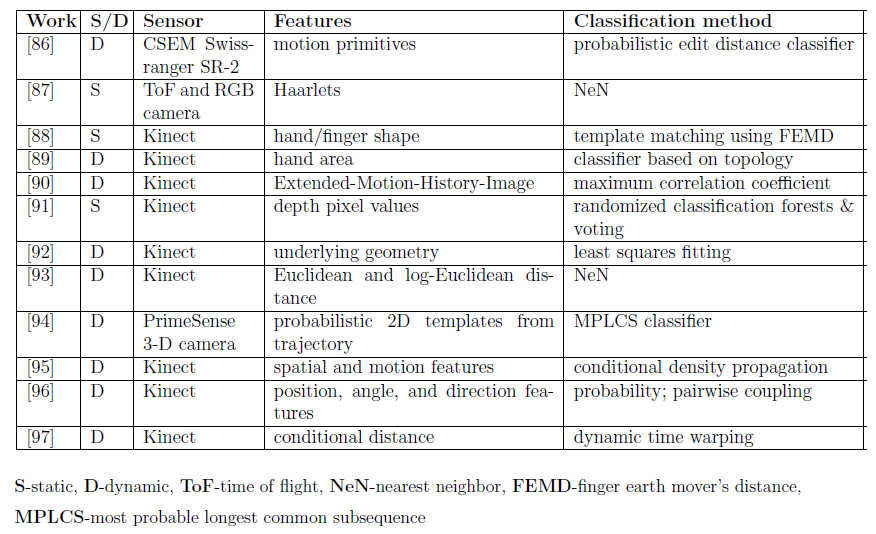 Work S/D Sensor Features Classification method
[86] D CSEM Swiss- motion primitives probabilistic edit distance classifier
ranger SR-2
[87] S ToF and RGB Haarlets NeN
camera
[88] S Kinect hand/finger shape template matching using FEMD
[89] D Kinect hand area classifier based on topology
[90] D Kinect Extended-Motion-History-Image maximum correlation coefficient
[91] S Kinect depth pixel values randomized classification forests &
voting
[92] D Kinect underlying geometry least squares fitting
[93] D Kinect Euclidean and log-Euclidean dis- NeN
tance
[94] D PrimeSense probabilistic 2D templates from MPLCS classifier
3-D camera trajectory
[95] D Kinect spatial and motion features conditional density propagation
[96] D Kinect position, angle, and direction fea- probability; pairwise coupling
tures
[97] D Kinect conditional distance dynamic time warping
S-static, D-dynamic, ToF-time of flight, NeN-nearest neighbor, FEMD-finger earth mover's distance,
MPLCS-most probable longest common subsequence